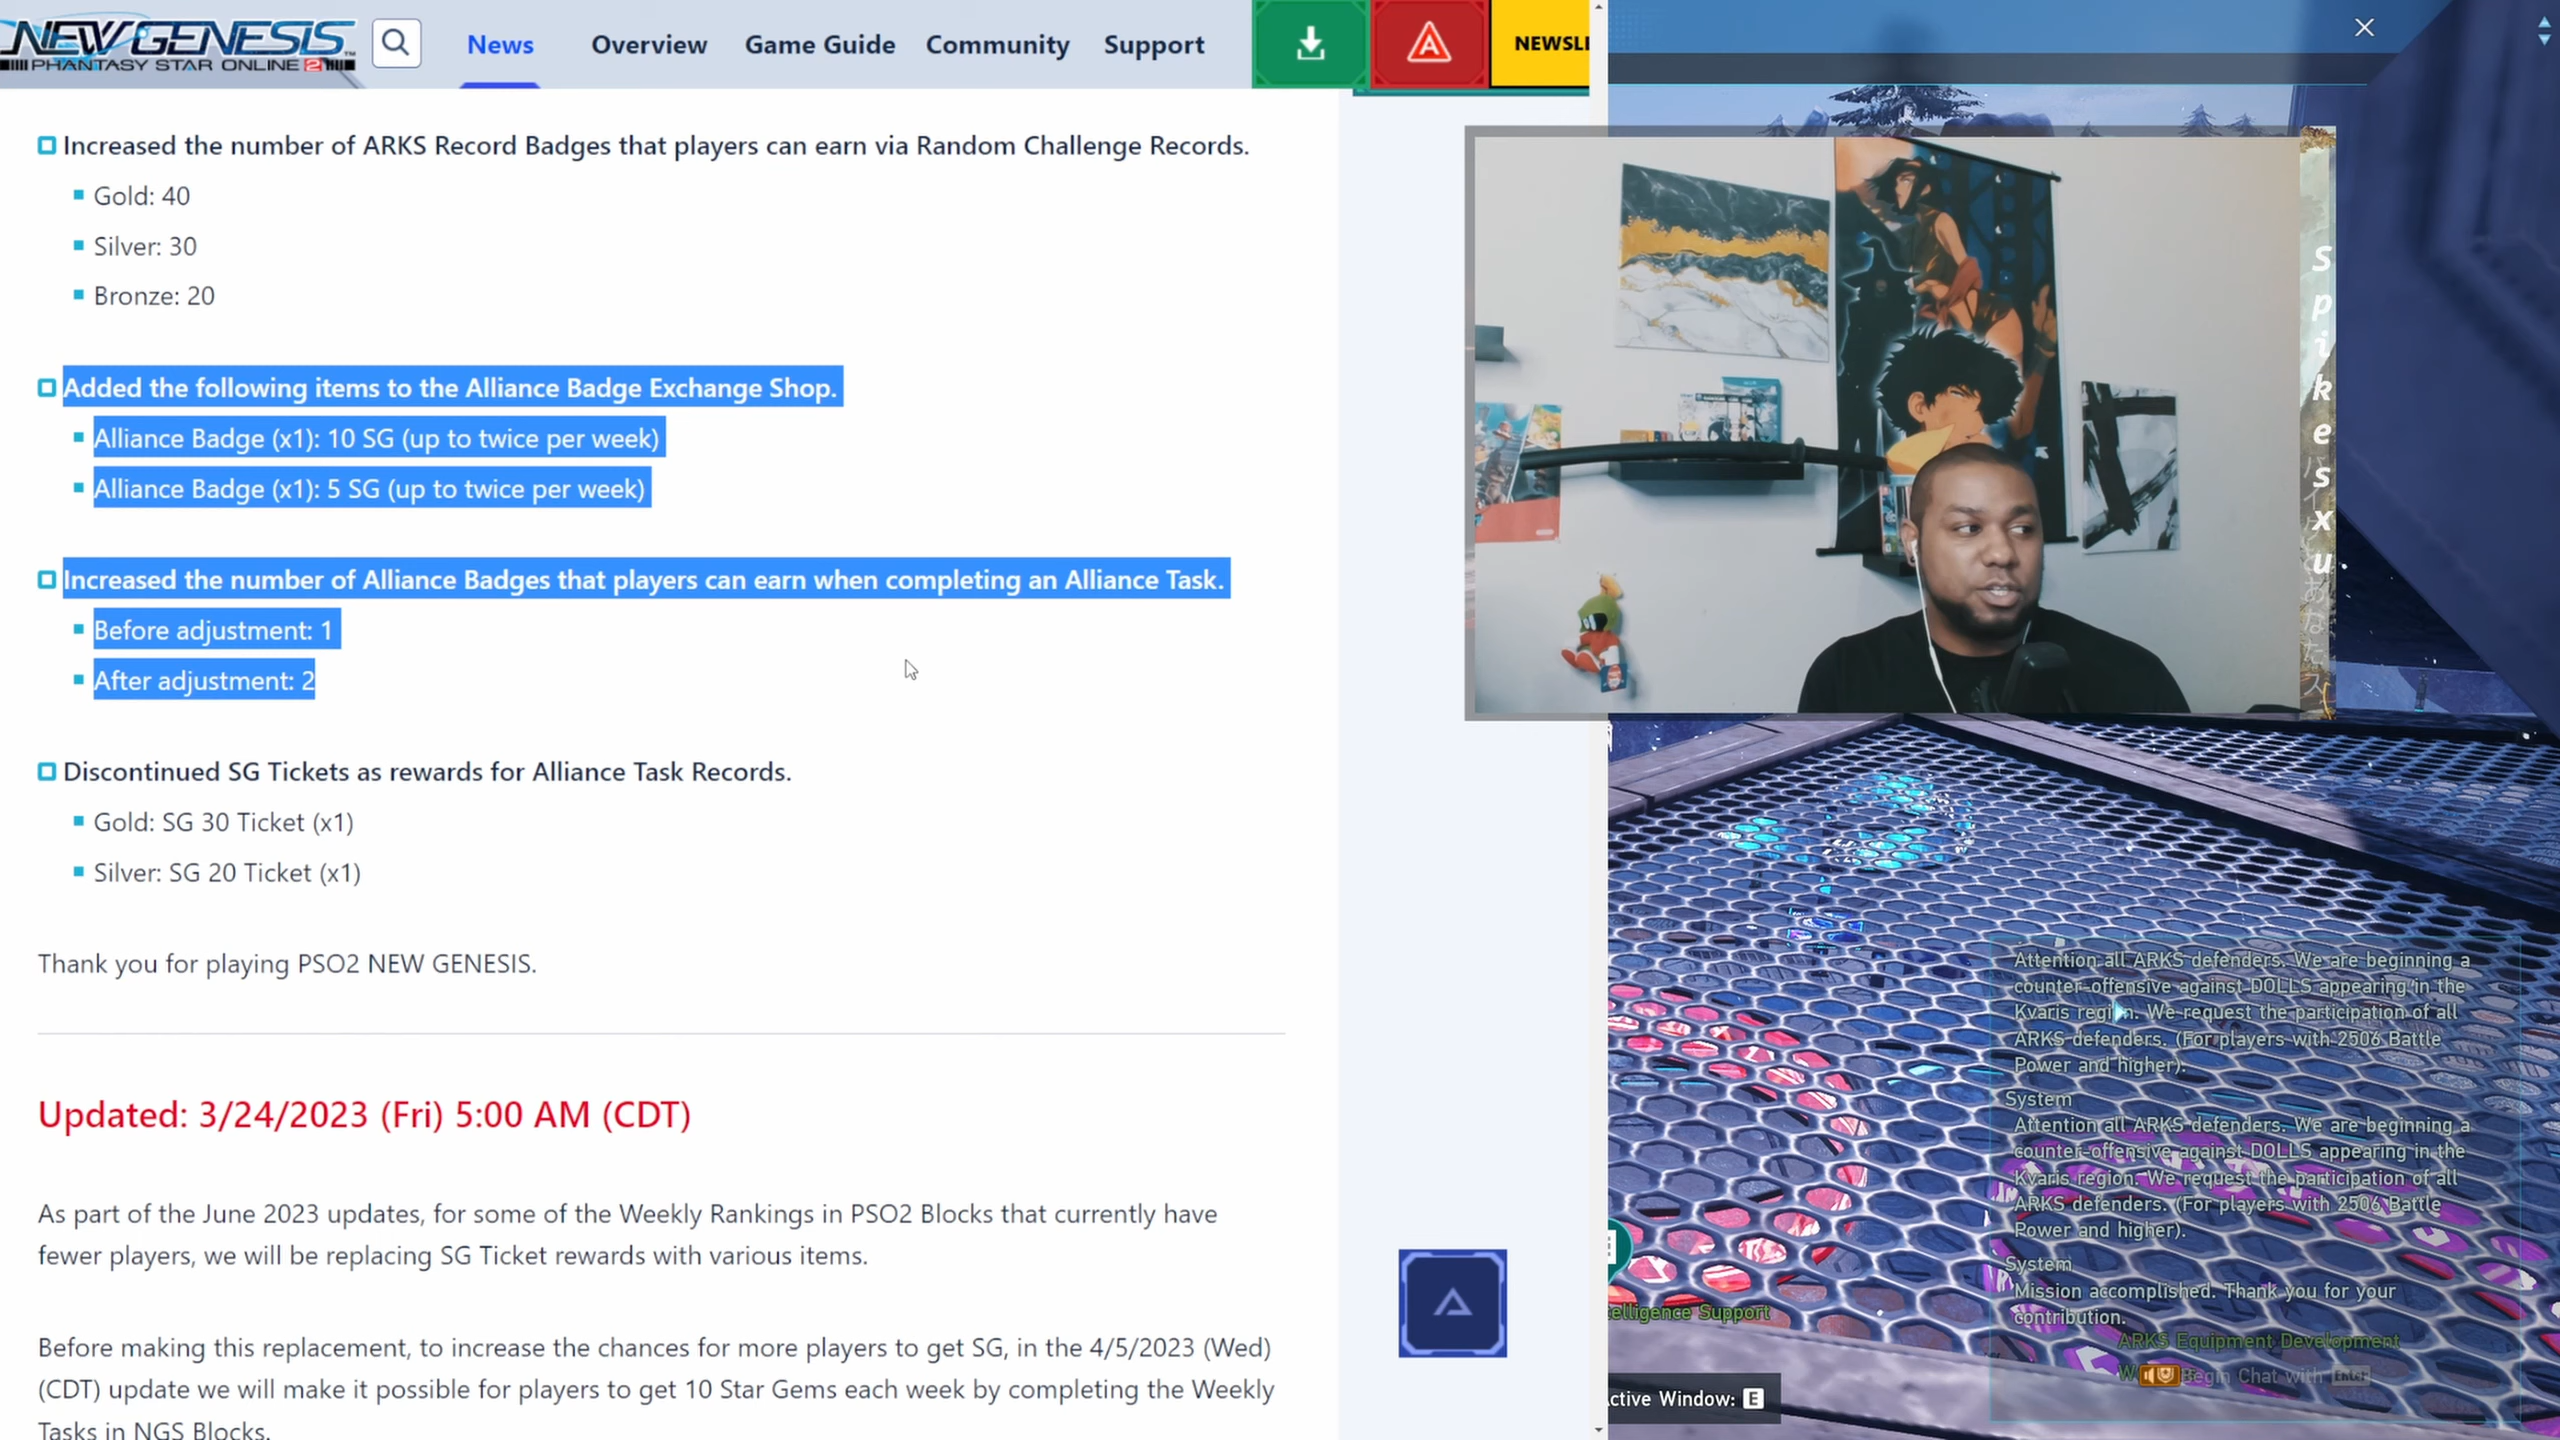 NEW GENESIS
PHANTASY STAR ONLINE 2
News
Overview
Game Guide
Community
Support
NEWSL
Increased the number of ARKS Record Badges that players can earn via Random Challenge Records.
Gold: 40
Silver: 30
Bronze: 20
Added the following items to the Alliance Badge Exchange Shop.
Alliance Badge (x1): 10 SG (up to twice per week)
Alliance Badge (x1): 5 SG (up to twice per week)
Increased the number of Alliance Badges that players can earn when completing an Alliance Task.
Before adjustment: 1
After adjustment: 2
Discontinued SG Tickets as rewards for Alliance Task Records.
Gold: SG 30 Ticket (x1)
Silver: SG 20 Ticket (x1)
Thank you for playing PSO2 NEW GENESIS.
Updated: 3/24/2023 (Fri) 5:00 AM (CDT)
As part of the June 2023 updates, for some of the Weekly Rankings in PSO2 Blocks that currently have
fewer players, we will be replacing SG Ticket rewards with various items.
Before making this replacement, to increase the chances for more players to get SG, in the 4/5/2023 (Wed)
(CDT) update we will make it possible for players to get 10 Star Gems each week by completing the Weekly
Tasks in NGS Blocks.
Spikesxu
Attention all ARKS defenders. We are beginning a
counter-offensive against DOLLS appearing in the
Kvaris region. We request the participation of all
ARKS defenders. (For players with 2506 Battle
Power and higher).
System
Attention all ARKS defenders. We are beginning a
counter-offensive against DOLLS appearing in the
Kvaris region. We request the participation of all
ARKS defenders. (For players with 2506 Battle
Power and higher).
System
Mission accomplished. Thank you for your
contribution.
ARKS Equipment Development
Begin Chat with Enter
elligence Support
ctive Window: E